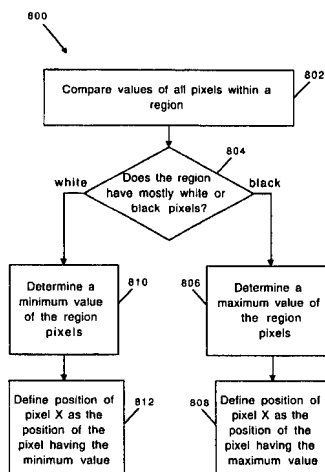 800
802
Compare values of all pixels within a
region
804
white
Does the region
have mostly white or
black pixels?
black
Determine a
minimum value
of the region
pixels
810
806
Determine a
maximum value
of the region
pixels
Define position of
pixel X as the
position of the
pixel having the
minimum value
812
808
Define position of
pixel X as the
position of the
pixel having the
maximum value